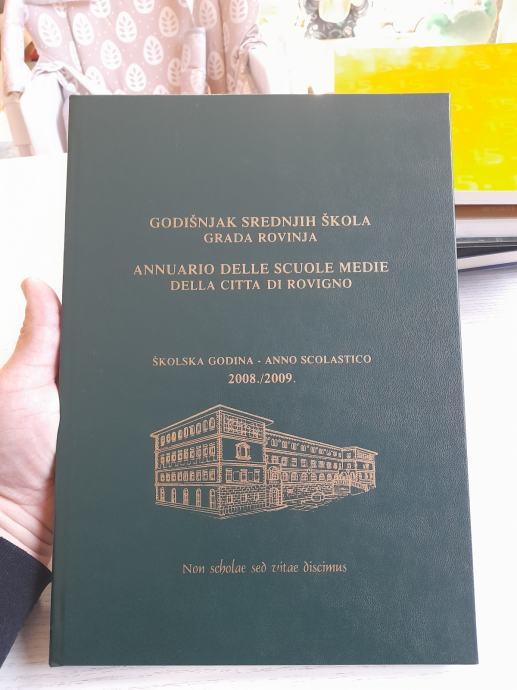 GODIŠNJAK SREDNJIH ŠKOLA
GRADA ROVINJA
ANNUARIO DELLE SCUOLE MEDIE
DELLA CITTA DI ROVIGNO
ŠKOLSKA GODINA - ANNO SCOLASTICO
2008./2009.
Non scholae sed vitae discimus